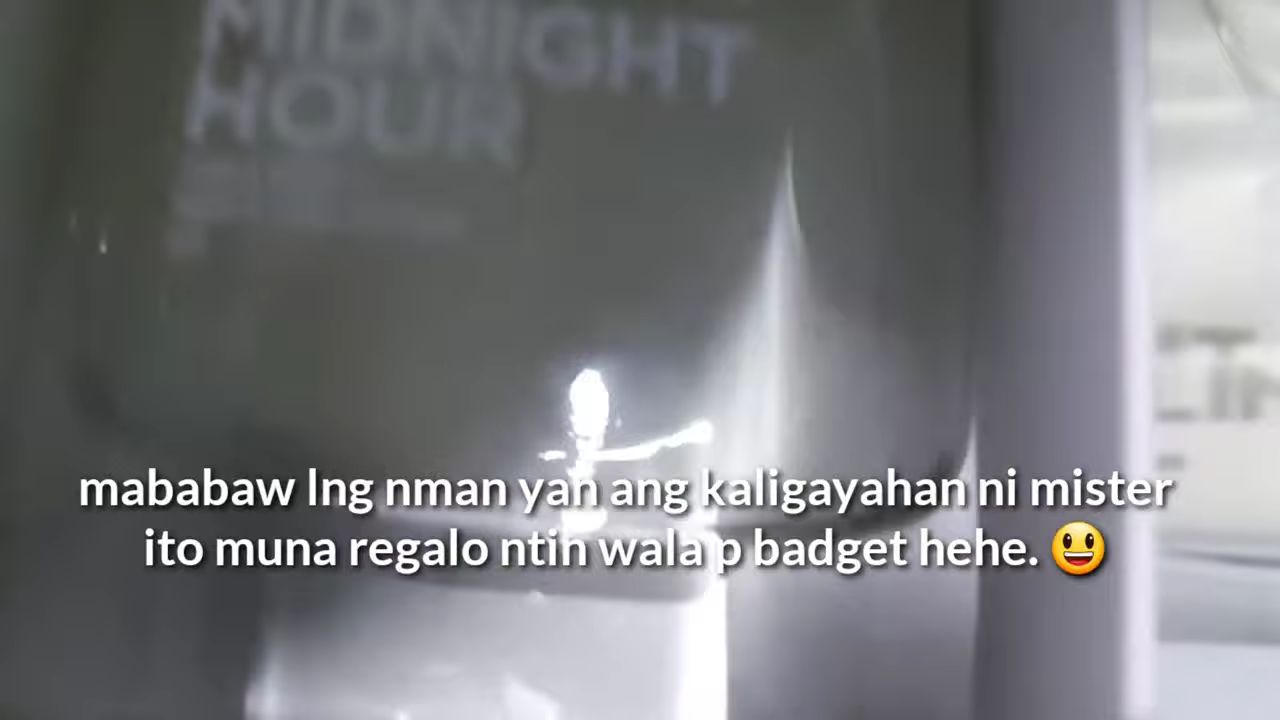 MIDNIGHT
HOUR
mababaw lng nman yan ang kaligayahan ni mister
ito muna regalo ntin wala p badget hehe. 😃